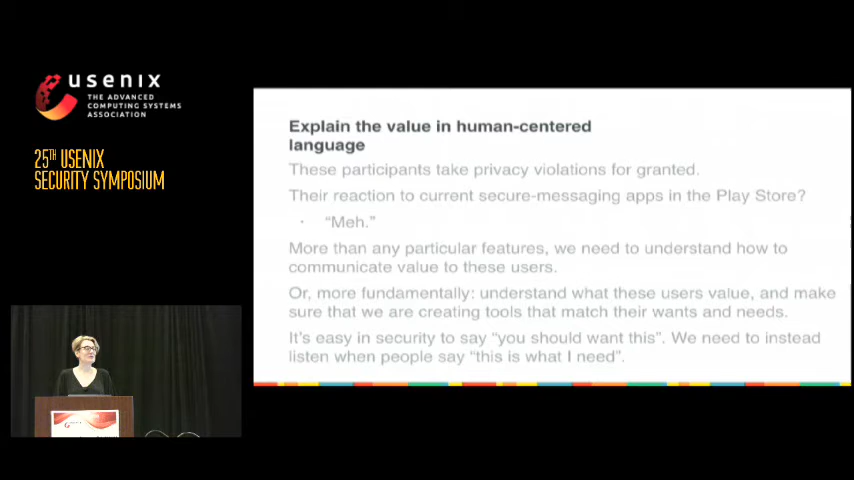 usenix
THE ADVANCED
COMPUTING SYSTEMS
ASSOCIATION
25TH USENIX
SECURITY SYMPOSIUM
Explain the value in human-centered
language
These participants take privacy violations for granted.
Their reaction to current secure-messaging apps in the Play Store?
· “Meh.”
More than any particular features, we need to understand how to
communicate value to these users.
Or, more fundamentally: understand what these users value, and make
sure that we are creating tools that match their wants and needs.
It’s easy in security to say “you should want this”. We need to instead
listen when people say “this is what I need”.